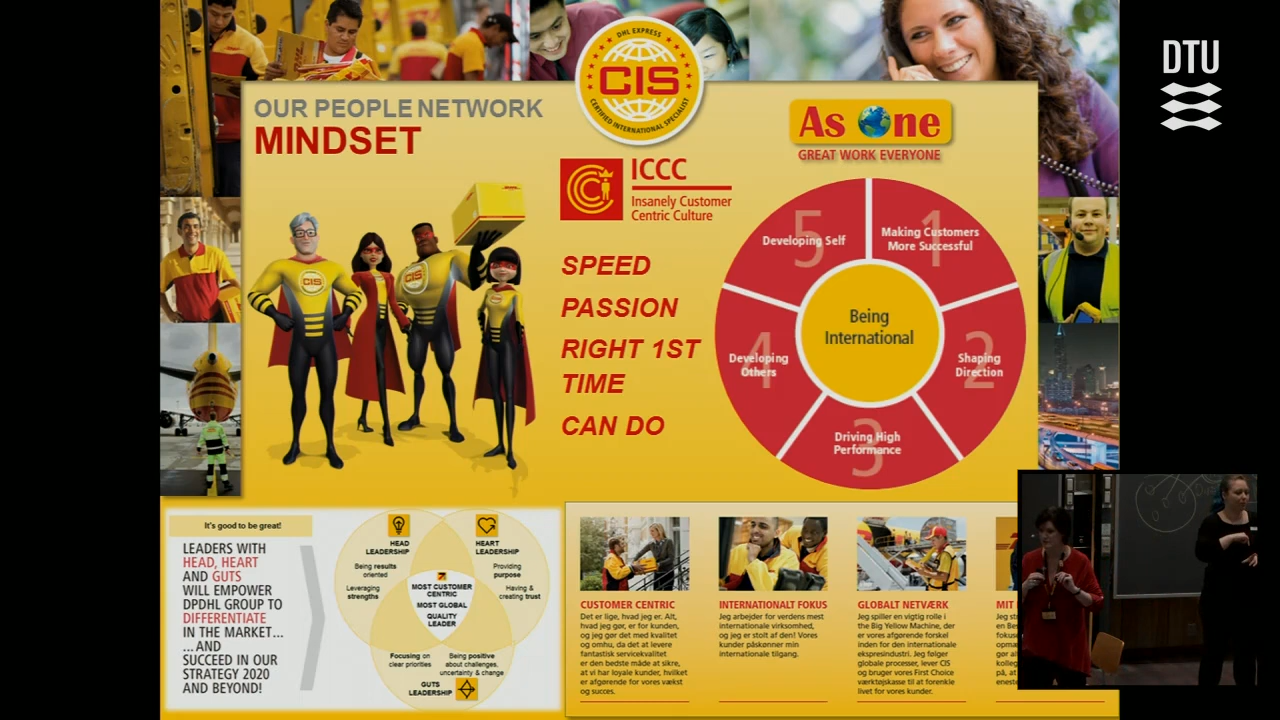 DTU
DHL EXPRESS
CIS
CERTIFIED INTERNATIONAL SPECIALIST
OUR PEOPLE NETWORK
MINDSET
As One
GREAT WORK EVERYONE
ICCC
Insanely Customer
Centric Culture
CIS
CIS
SPEED
PASSION
RIGHT 1ST
TIME
CAN DO
5
Developing Self
1
Making Customers
More Successful
Being
International
4
Developing
Others
2
Shaping
Direction
3
Driving High
Performance
It's good to be great!
LEADERS WITH
HEAD, HEART
AND GUTS
WILL EMPOWER
DPDHL GROUP TO
DIFFERENTIATE
IN THE MARKET...
... AND
SUCCEED IN OUR
STRATEGY 2020
AND BEYOND!
HEAD
LEADERSHIP
Being results
oriented
Leveraging
strengths
HEART
LEADERSHIP
Providing
purpose
Having &
creating trust
MOST CUSTOMER
CENTRIC
MOST GLOBAL
QUALITY
LEADER
Focusing on
clear priorities
Being positive
about challenges,
uncertainty & change
GUTS
LEADERSHIP
CUSTOMER CENTRIC
Det er lige, hvad jeg er. Alt,
hvad jeg gør, er for kunden,
og jeg gør det med kvalitet
og omhu, da det at levere
fantastisk servicekvalitet
er den bedste måde at sikre,
at vi har loyale kunder, hvilket
er afgørende for vores vækst
og succes.
INTERNATIONALT FOKUS
Jeg arbejder for verdens mest
internationale virksomhed,
og jeg er stolt af den! Vores
kunder påskønner min
internationale tilgang.
GLOBALT NETVÆRK
Jeg spiller en vigtig rolle i
the Big Yellow Machine, der
er vores afgørende forskel
inden for den internationale
ekspresindustri. Jeg følger
globale processer, lever CIS
og bruger vores First Choice
værktøjskasse til at forenkle
livet for vores kunder.
MIT